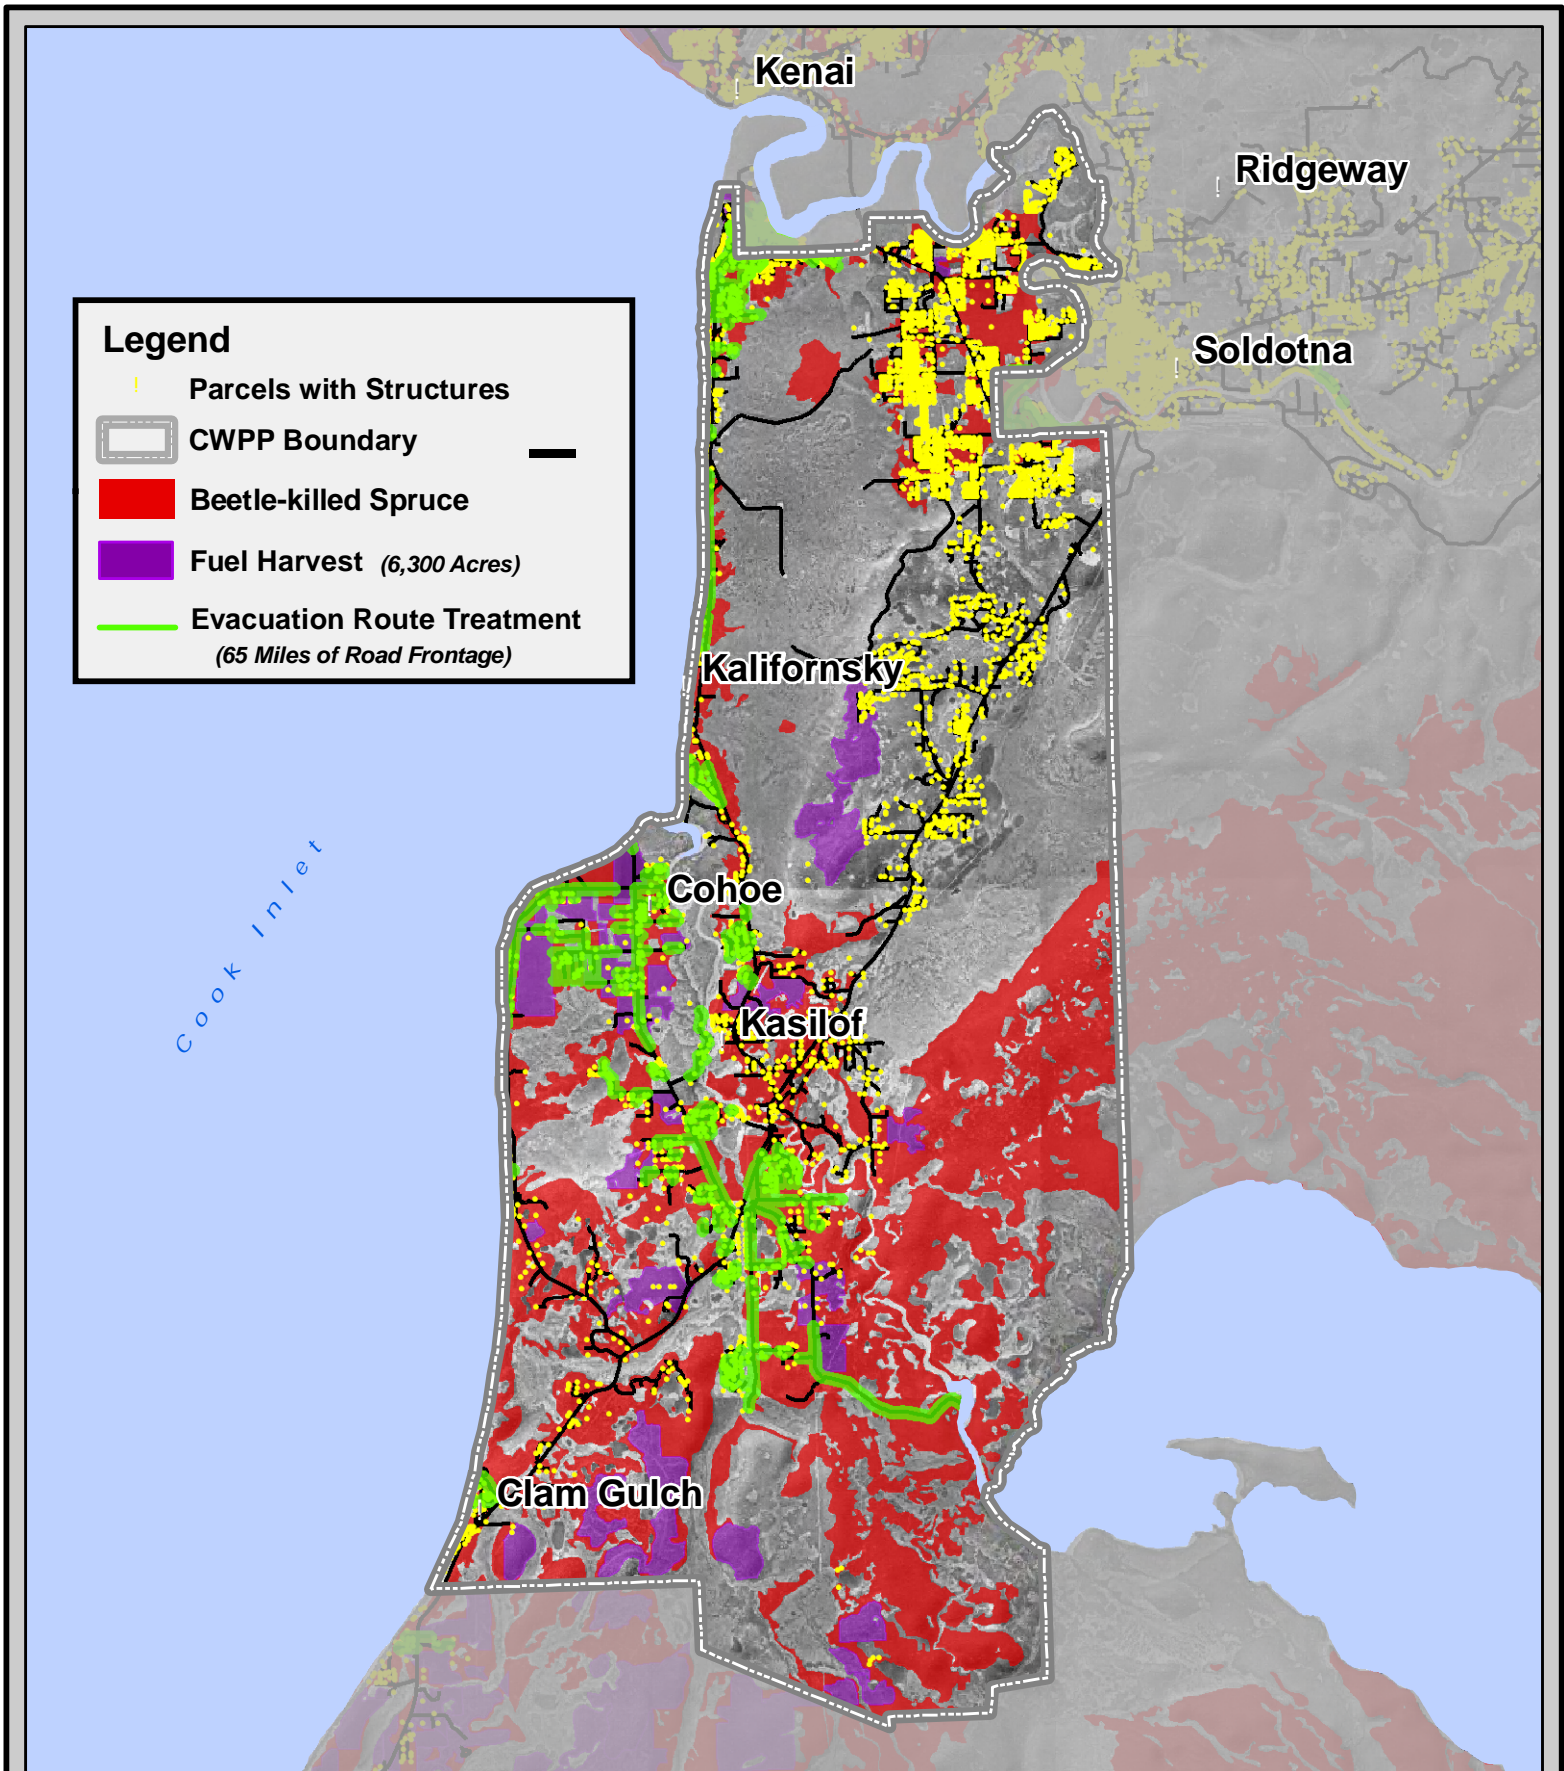 Kenai
Ridgeway
Soldotna
Legend
Parcels with Structures
CWPP Boundary
Beetle-killed Spruce
Fuel Harvest (6,300 Acres)
Evacuation Route Treatment
(65 Miles of Road Frontage)
Kalifornsky
Cohoe
Cook Inlet
Kasilof
Clam Gulch